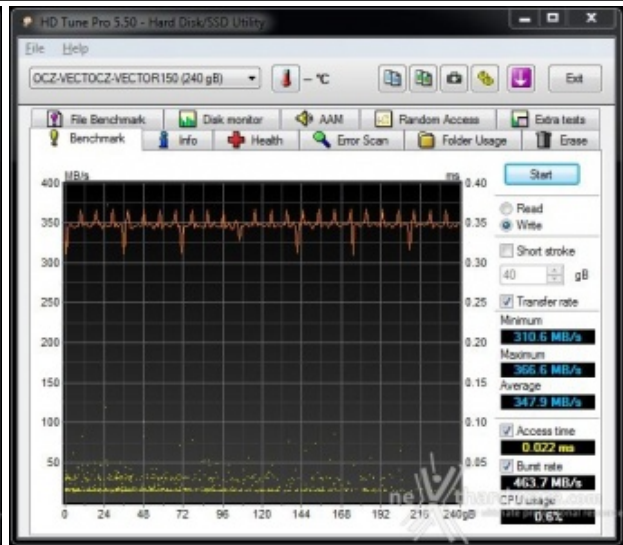 HD Tune Pro 5.50 - Hard Disk/SSD Utility
File Help
OCZ-VECTOCZ-VECTOR150 (240 gB) – °C Exit
File Benchmark Disk monitor AAM Random Access Extra tests
Benchmark Info Health Error Scan Folder Usage Erase
MB/s ms
Start
400 0.40
Read
350 0.35
Write
Short stroke
300 0.30
40 gB
250 0.25
Transfer rate
Minimum
310.6 MB/s
200 0.20
Maximum
366.6 MB/s
150 0.15
Average
347.9 MB/s
100 0.10
Access time
0.022 ms
50 0.05
Burst rate
463.7 MB/s
CPU usage
0.6%
0 24 48 72 96 120 144 168 192 216 240gB